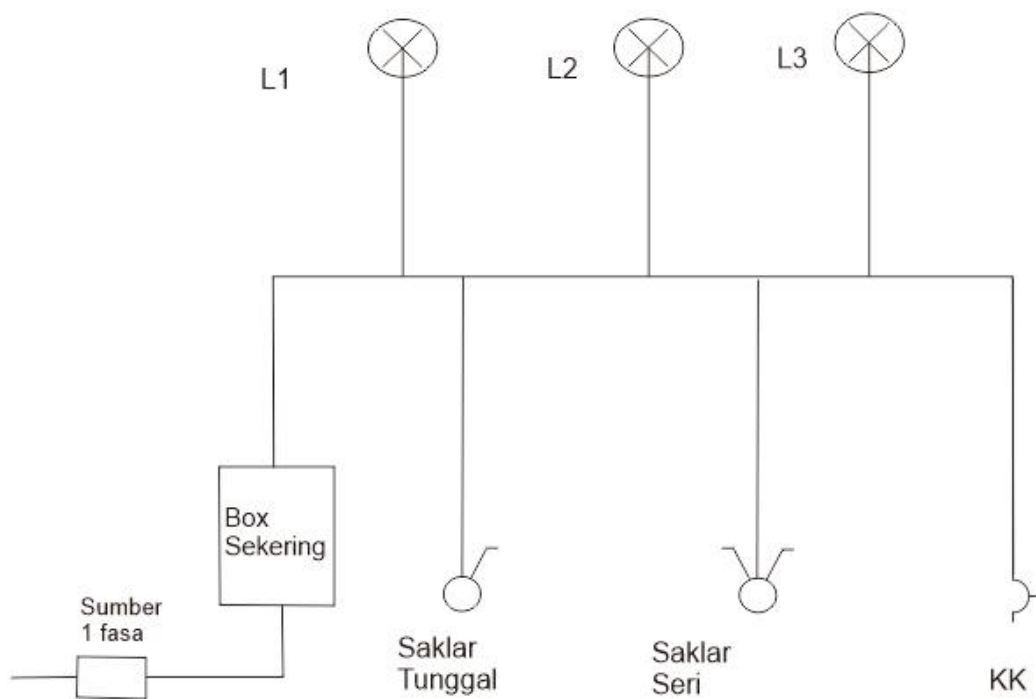 L1
L2
L3
Box
Sekering
Sumber
1 fasa
Saklar
Tunggal
Saklar
Seri
KK